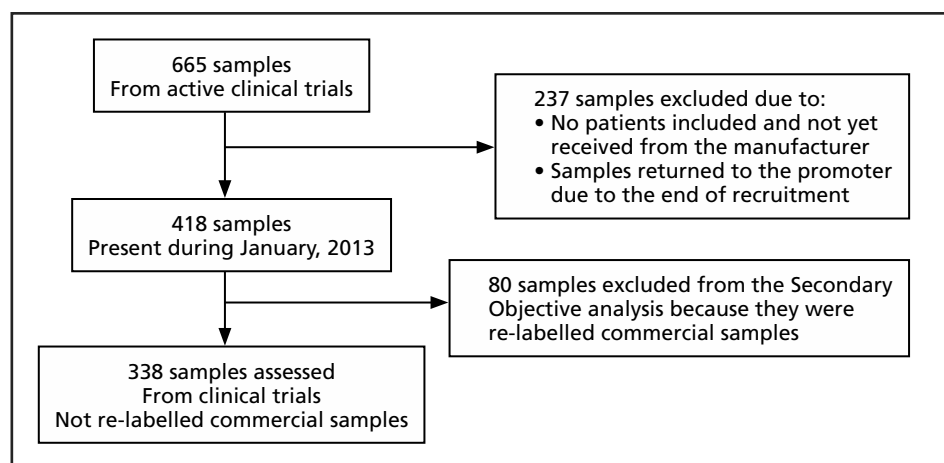 665 samples
From active clinical trials
237 samples excluded due to:
• No patients included and not yet
received from the manufacturer
• Samples returned to the promoter
due to the end of recruitment
418 samples
Present during January, 2013
80 samples excluded from the Secondary
Objective analysis because they were
re-labelled commercial samples
338 samples assessed
From clinical trials
Not re-labelled commercial samples